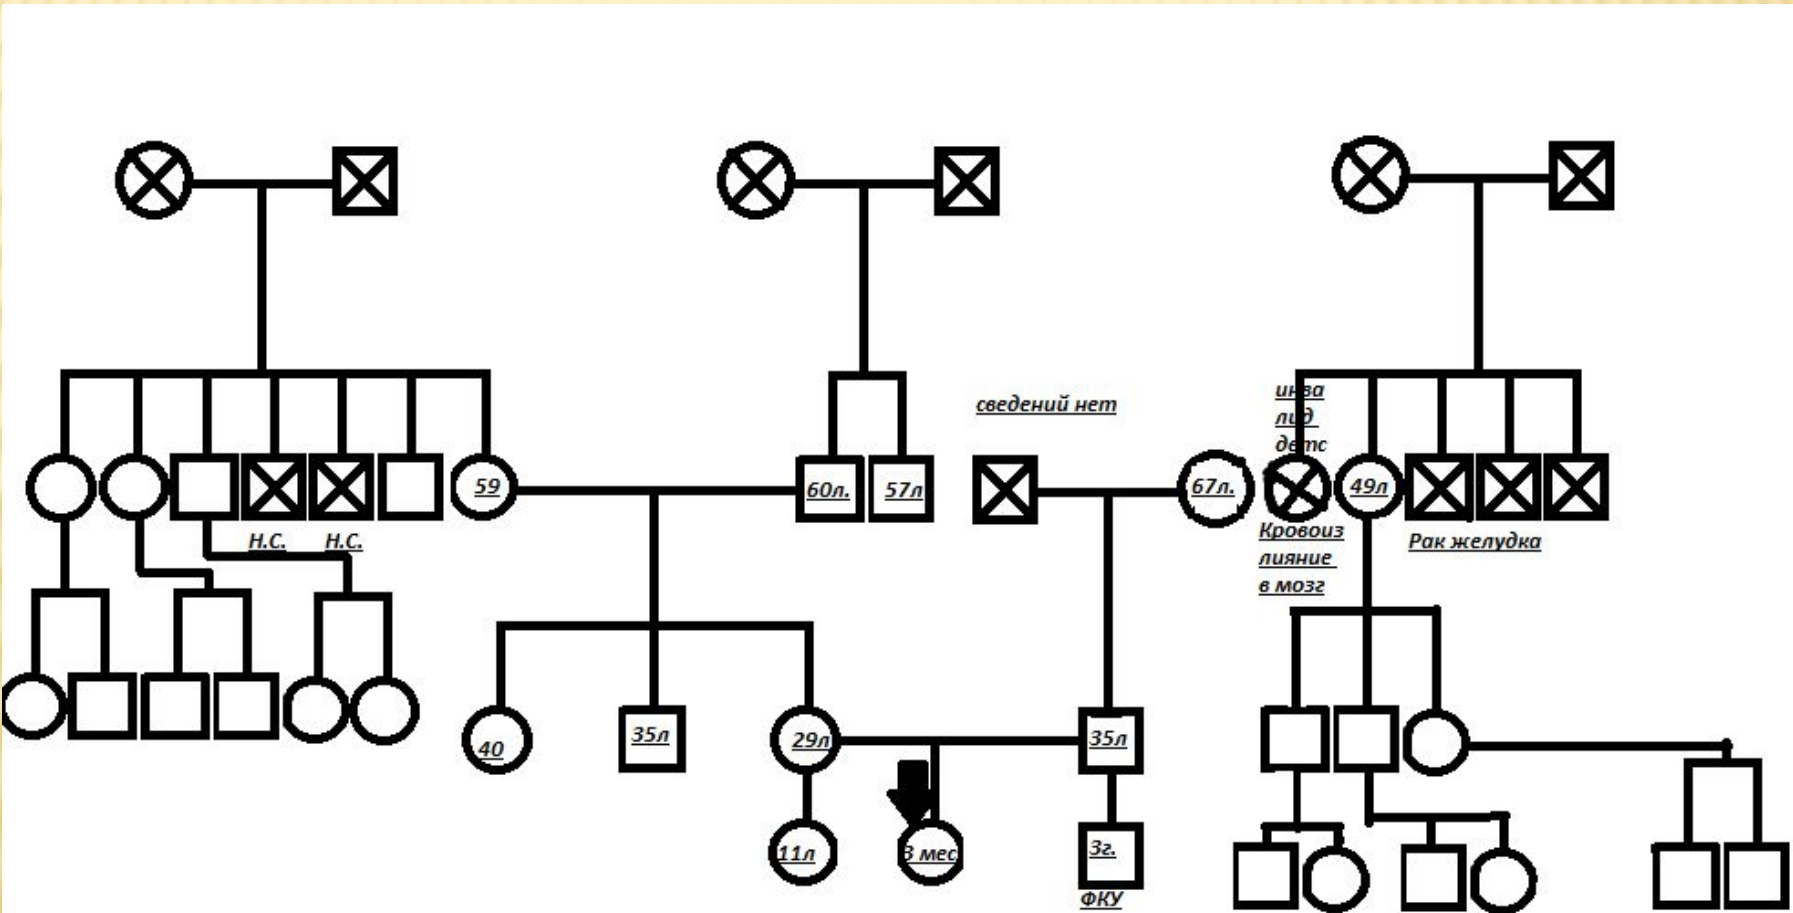 сведений нет
инва
лид
детс
59
60л.
57л
67л.
49л
Н.С.
Н.С.
Кровоиз
лияние
в мозг
Рак желудка
40
35л
29л
35л
11л
3 мес
3г.
ФКУ